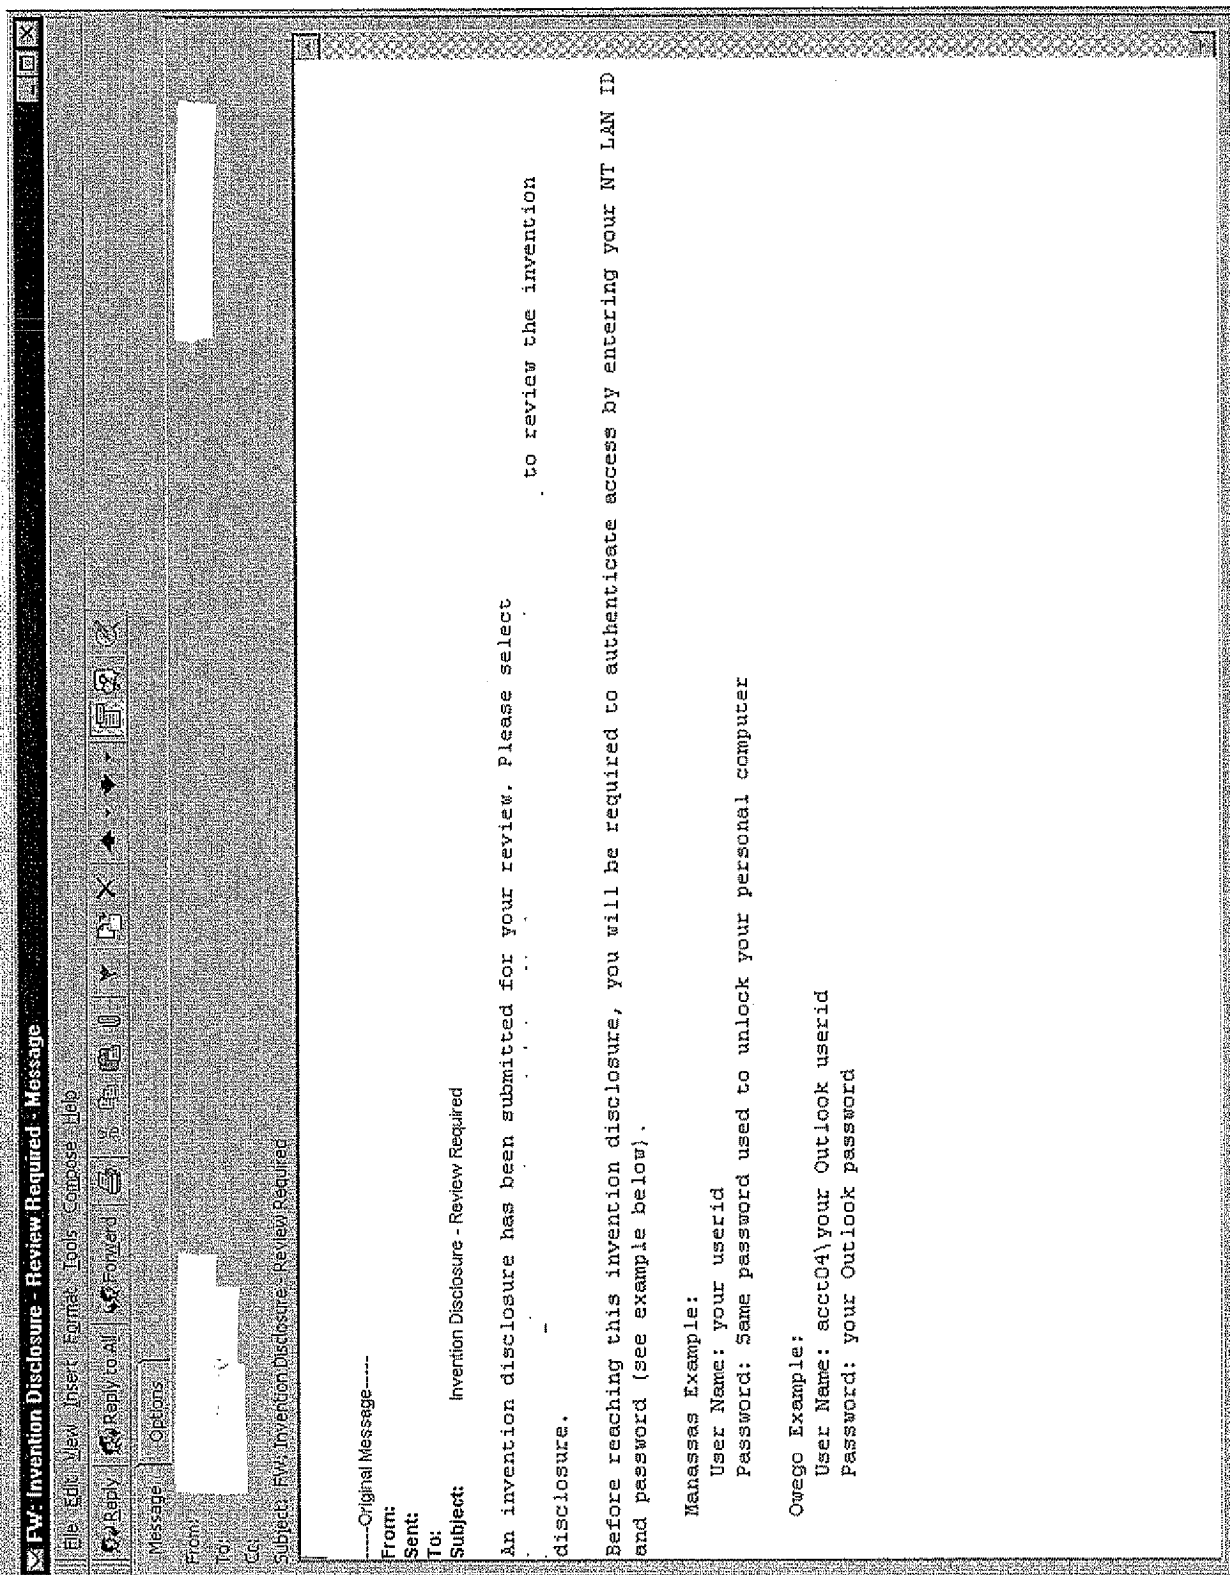 FW: Invention Disclosure - Review Required - Message
File Edit View Insert Format Tools Compose Help
Reply Reply to All Forward
Message Options
From:
To:
CC:
Subject: FW: Invention Disclosure - Review Required
-----Original Message-----
From:
Sent:
To:
Subject: Invention Disclosure - Review Required
An invention disclosure has been submitted for your review. Please select
to review the invention
disclosure.
Before reaching this invention disclosure, you will be required to authenticate access by entering your NT LAN ID
and password (see example below).
Manassas Example:
User Name: your userid
Password: Same password used to unlock your personal computer
Owego Example:
User Name: acct04\your Outlook userid
Password: your Outlook password